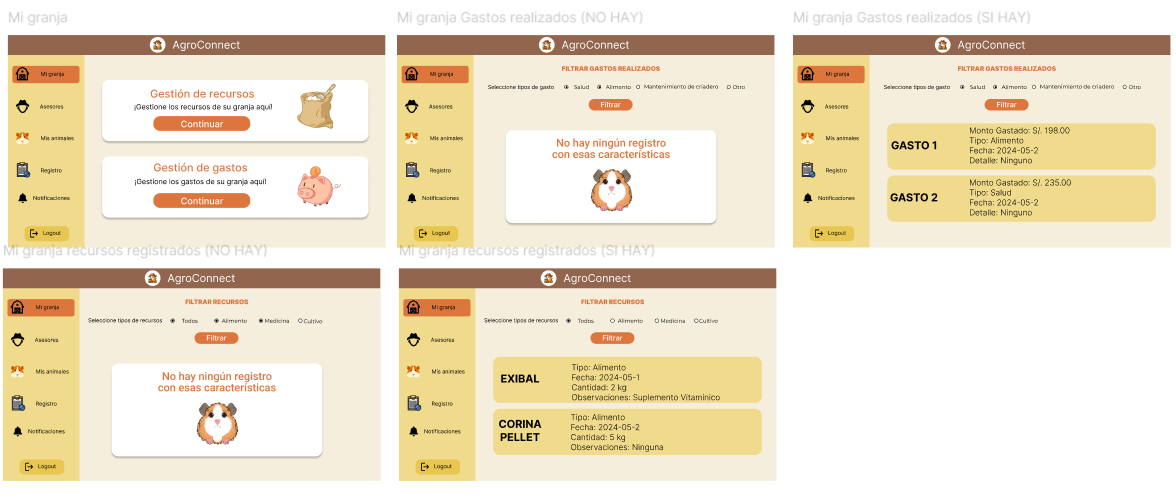 Mi granja
AgroConnect
Mi granja
Asesores
Mis animales
Registro
Notificaciones
Logout
Gestión de recursos
¡Gestione los recursos de su granja aquí!
Continuar
Gestión de gastos
¡Gestione los gastos de su granja aquí!
Continuar
Mi granja Gastos realizados (NO HAY)
AgroConnect
Mi granja
Asesores
Mis animales
Registro
Notificaciones
Logout
FILTRAR GASTOS REALIZADOS
Seleccione tipos de gasto Salud Alimento Mantenimiento de criadero Otro
Filtrar
No hay ningún registro
con esas características
Mi granja Gastos realizados (SI HAY)
AgroConnect
Mi granja
Asesores
Mis animales
Registro
Notificaciones
Logout
FILTRAR GASTOS REALIZADOS
Seleccione tipos de gasto Salud Alimento Mantenimiento de criadero Otro
Filtrar
GASTO 1
Monto Gastado: S/. 198.00
Tipo: Alimento
Fecha: 2024-05-2
Detalle: Ninguno
GASTO 2
Monto Gastado: S/. 235.00
Tipo: Salud
Fecha: 2024-05-2
Detalle: Ninguno
Mi granja recursos registrados (NO HAY)
AgroConnect
Mi granja
Asesores
Mis animales
Registro
Notificaciones
Logout
FILTRAR RECURSOS
Seleccione tipos de recursos Todos Alimento Medicina Cultivo
Filtrar
No hay ningún registro
con esas características
Mi granja recursos registrados (SI HAY)
AgroConnect
Mi granja
Asesores
Mis animales
Registro
Notificaciones
Logout
FILTRAR RECURSOS
Seleccione tipos de recursos Todos Alimento Medicina Cultivo
Filtrar
EXIBAL
Tipo: Alimento
Fecha: 2024-05-1
Cantidad: 2 kg
Observaciones: Suplemento Vitamínico
CORINA
PELLET
Tipo: Alimento
Fecha: 2024-05-2
Cantidad: 5 kg
Observaciones: Ninguna